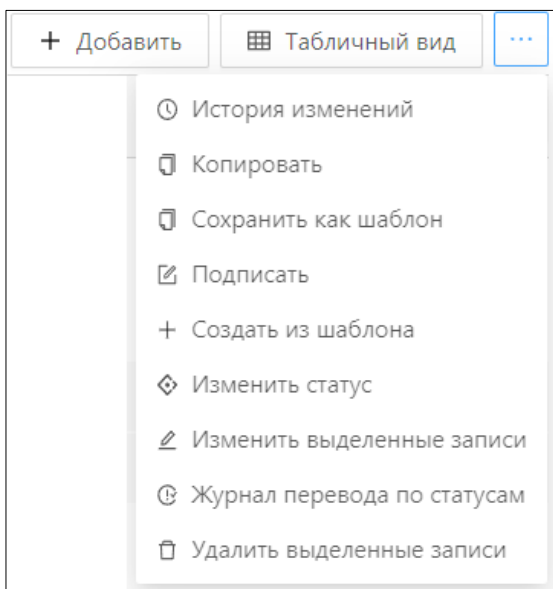 + Добавить Табличный вид ...
История изменений
Копировать
Сохранить как шаблон
Подписать
+ Создать из шаблона
Изменить статус
Изменить выделенные записи
Журнал перевода по статусам
Удалить выделенные записи